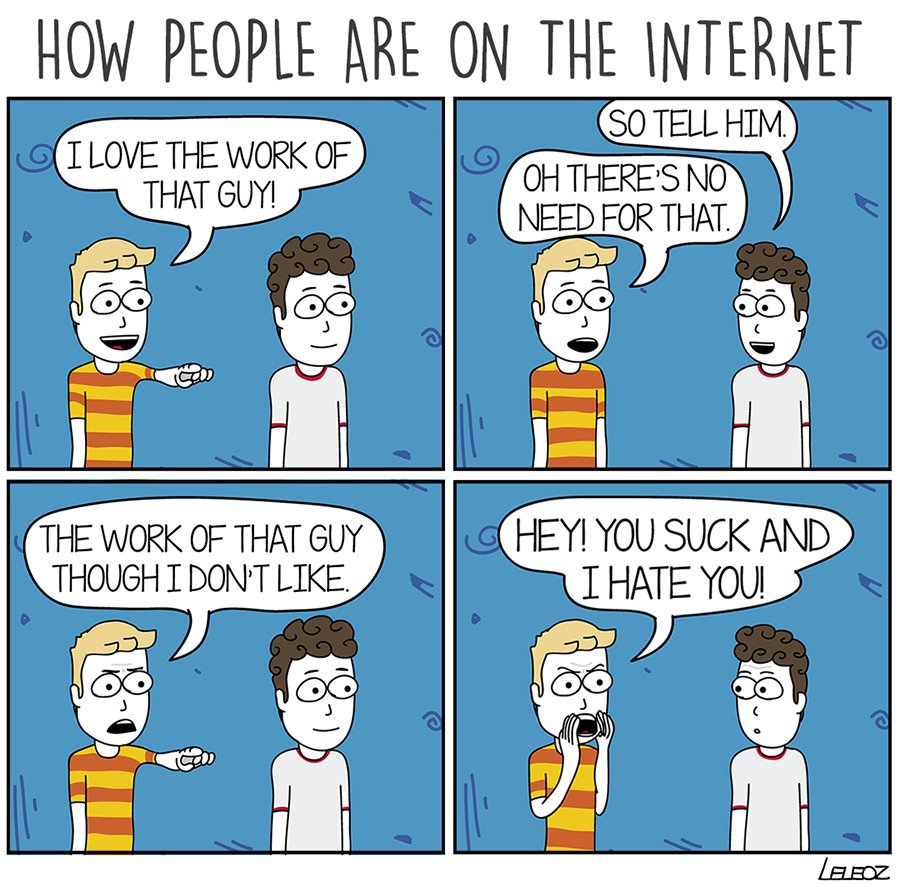 HOW PEOPLE ARE ON THE INTERNET
I LOVE THE WORK OF
THAT GUY!
SO TELL HIM.
OH THERE'S NO
NEED FOR THAT.
THE WORK OF THAT GUY
THOUGH I DON'T LIKE.
HEY! YOU SUCK AND
I HATE YOU!
LELEOZ